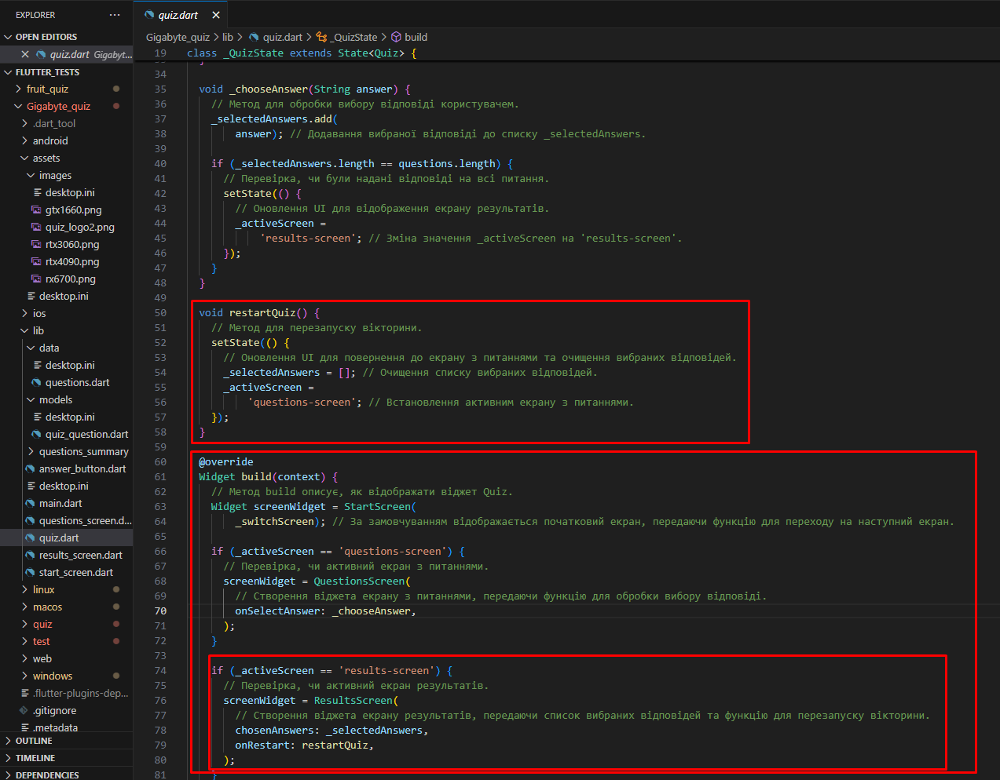 EXPLORER
OPEN EDITORS
quiz.dart Gigabyt...
FLUTTER_TESTS
fruit_quiz
Gigabyte_quiz
.dart_tool
android
assets
images
desktop.ini
gtx1660.png
quiz_logo2.png
rtx3060.png
rtx4090.png
rx6700.png
desktop.ini
ios
lib
data
desktop.ini
questions.dart
models
desktop.ini
quiz_question.dart
questions_summary
answer_button.dart
desktop.ini
main.dart
questions_screen.d...
quiz.dart
results_screen.dart
start_screen.dart
linux
macos
quiz
test
web
windows
.flutter-plugins-dep...
.gitignore
.metadata
OUTLINE
TIMELINE
DEPENDENCIES
quiz.dart
Gigabyte_quiz > lib > quiz.dart > _QuizState > build
19 class _QuizState extends State<Quiz> {
34
35 void _chooseAnswer(String answer) {
36 // Метод для обробки вибору відповіді користувачем.
37 _selectedAnswers.add(
38 answer); // Додавання вибраної відповіді до списку _selectedAnswers.
39
40 if (_selectedAnswers.length == questions.length) {
41 // Перевірка, чи були надані відповіді на всі питання.
42 setState(() {
43 // Оновлення UI для відображення екрану результатів.
44 _activeScreen =
45 'results-screen'; // Зміна значення _activeScreen на 'results-screen'.
46 });
47 }
48 }
49
50 void restartQuiz() {
51 // Метод для перезапуску вікторини.
52 setState(() {
53 // Оновлення UI для повернення до екрану з питаннями та очищення вибраних відповідей.
54 _selectedAnswers = []; // Очищення списку вибраних відповідей.
55 _activeScreen =
56 'questions-screen'; // Встановлення активним екрану з питаннями.
57 });
58 }
59
60 @override
61 Widget build(context) {
62 // Метод build описує, як відображати віджет Quiz.
63 Widget screenWidget = StartScreen(
64 _switchScreen); // За замовчуванням відображається початковий екран, передаючи функцію для переходу на наступний екран.
65
66 if (_activeScreen == 'questions-screen') {
67 // Перевірка, чи активний екран з питаннями.
68 screenWidget = QuestionsScreen(
69 // Створення віджета екрану з питаннями, передаючи функцію для обробки вибору відповіді.
70 onSelectAnswer: _chooseAnswer,
71 );
72 }
73
74 if (_activeScreen == 'results-screen') {
75 // Перевірка, чи активний екран результатів.
76 screenWidget = ResultsScreen(
77 // Створення віджета екрану результатів, передаючи список вибраних відповідей та функцію для перезапуску вікторини.
78 chosenAnswers: _selectedAnswers,
79 onRestart: restartQuiz,
80 );
81 }